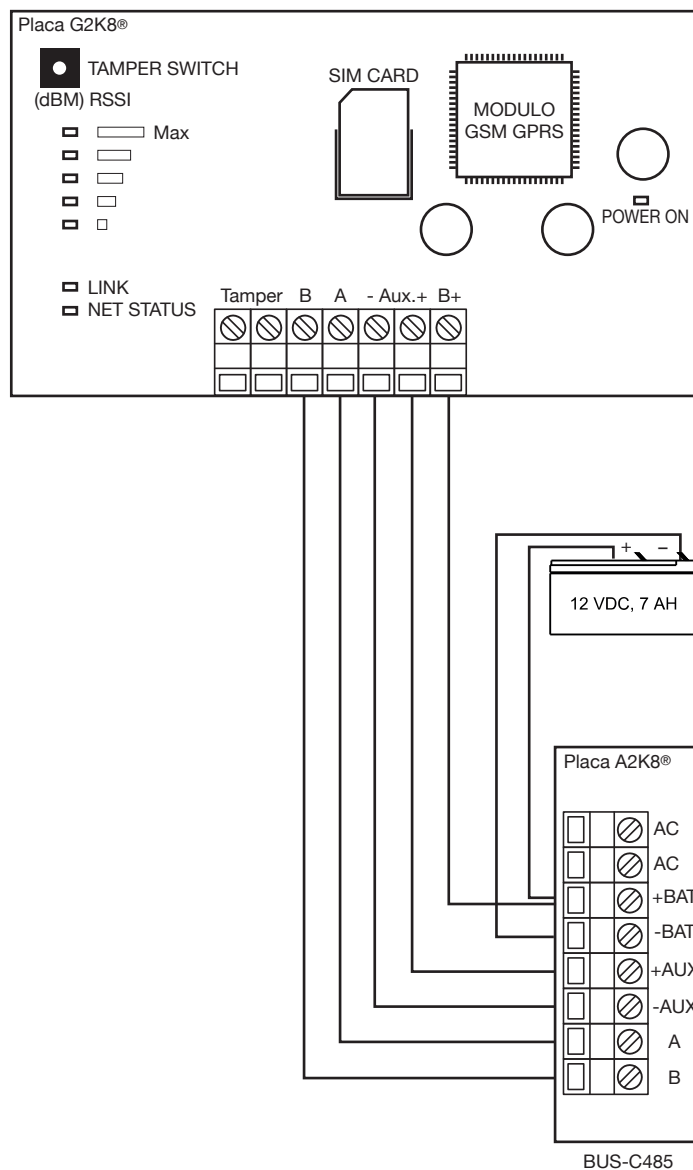 Placa G2K8®
TAMPER SWITCH
(dBM) RSSI
Max
SIM CARD
MODULO
GSM GPRS
POWER ON
LINK
NET STATUS
Tamper B A - Aux.+ B+
+ –
12 VDC, 7 AH
Placa A2K8®
AC
AC
+BAT
-BAT
+AUX
-AUX
A
B
BUS-C485